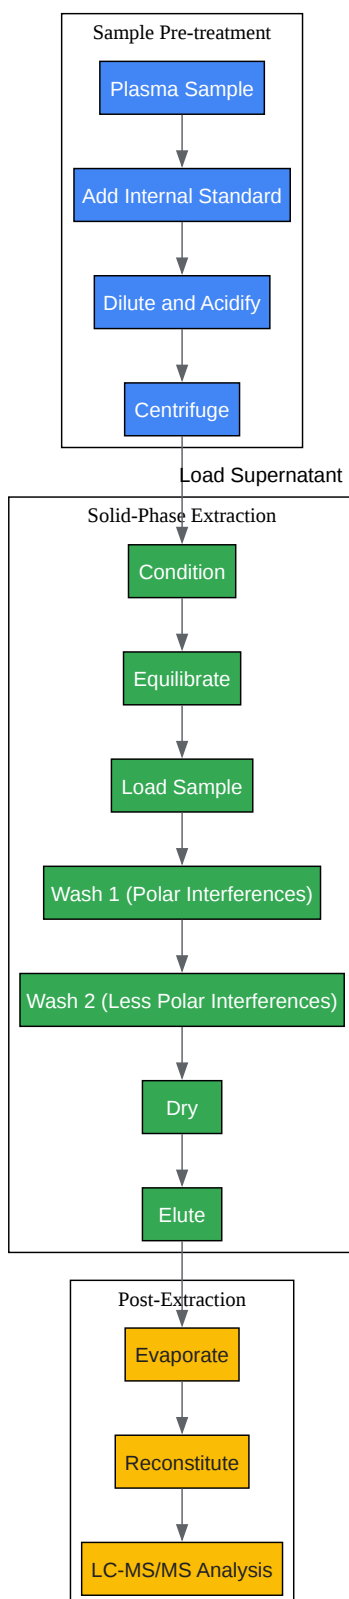 Sample Pre-treatment
Plasma Sample
Add Internal Standard
Dilute and Acidify
Centrifuge
Load Supernatant
Solid-Phase Extraction
Condition
Equilibrate
Load Sample
Wash 1 (Polar Interferences)
Wash 2 (Less Polar Interferences)
Dry
Elute
Post-Extraction
Evaporate
Reconstitute
LC-MS/MS Analysis